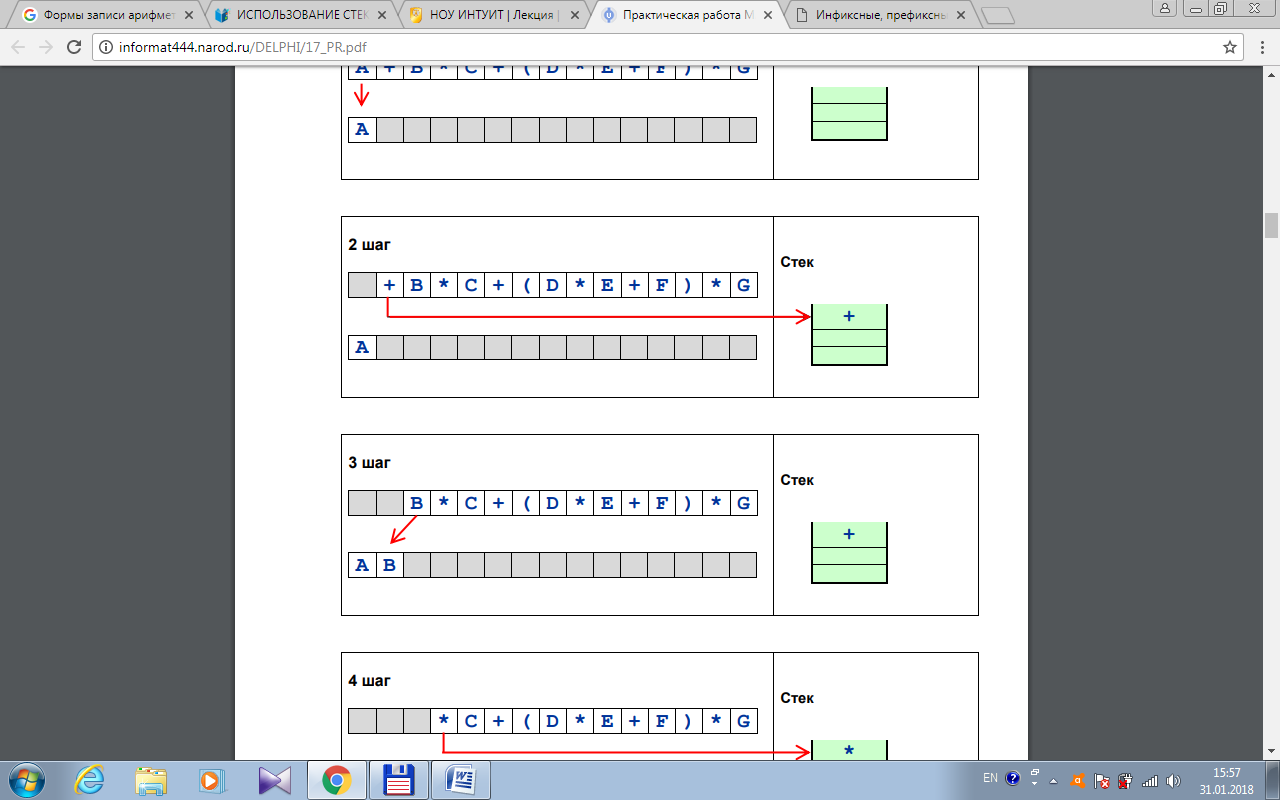 Формы записи арифмет
ИСПОЛЬЗОВАНИЕ СТЕК
НОУ ИНТУИТ | Лекция |
Практическая работа М
Инфиксные, префиксны
informat444.narod.ru/DELPHI/17_PR.pdf
A + B * C + ( D * E + F ) * G
A
2 шаг
Стек
+ B * C + ( D * E + F ) * G
+
A
3 шаг
Стек
B * C + ( D * E + F ) * G
+
A B
4 шаг
Стек
* C + ( D * E + F ) * G
*
EN
15:57
31.01.2018